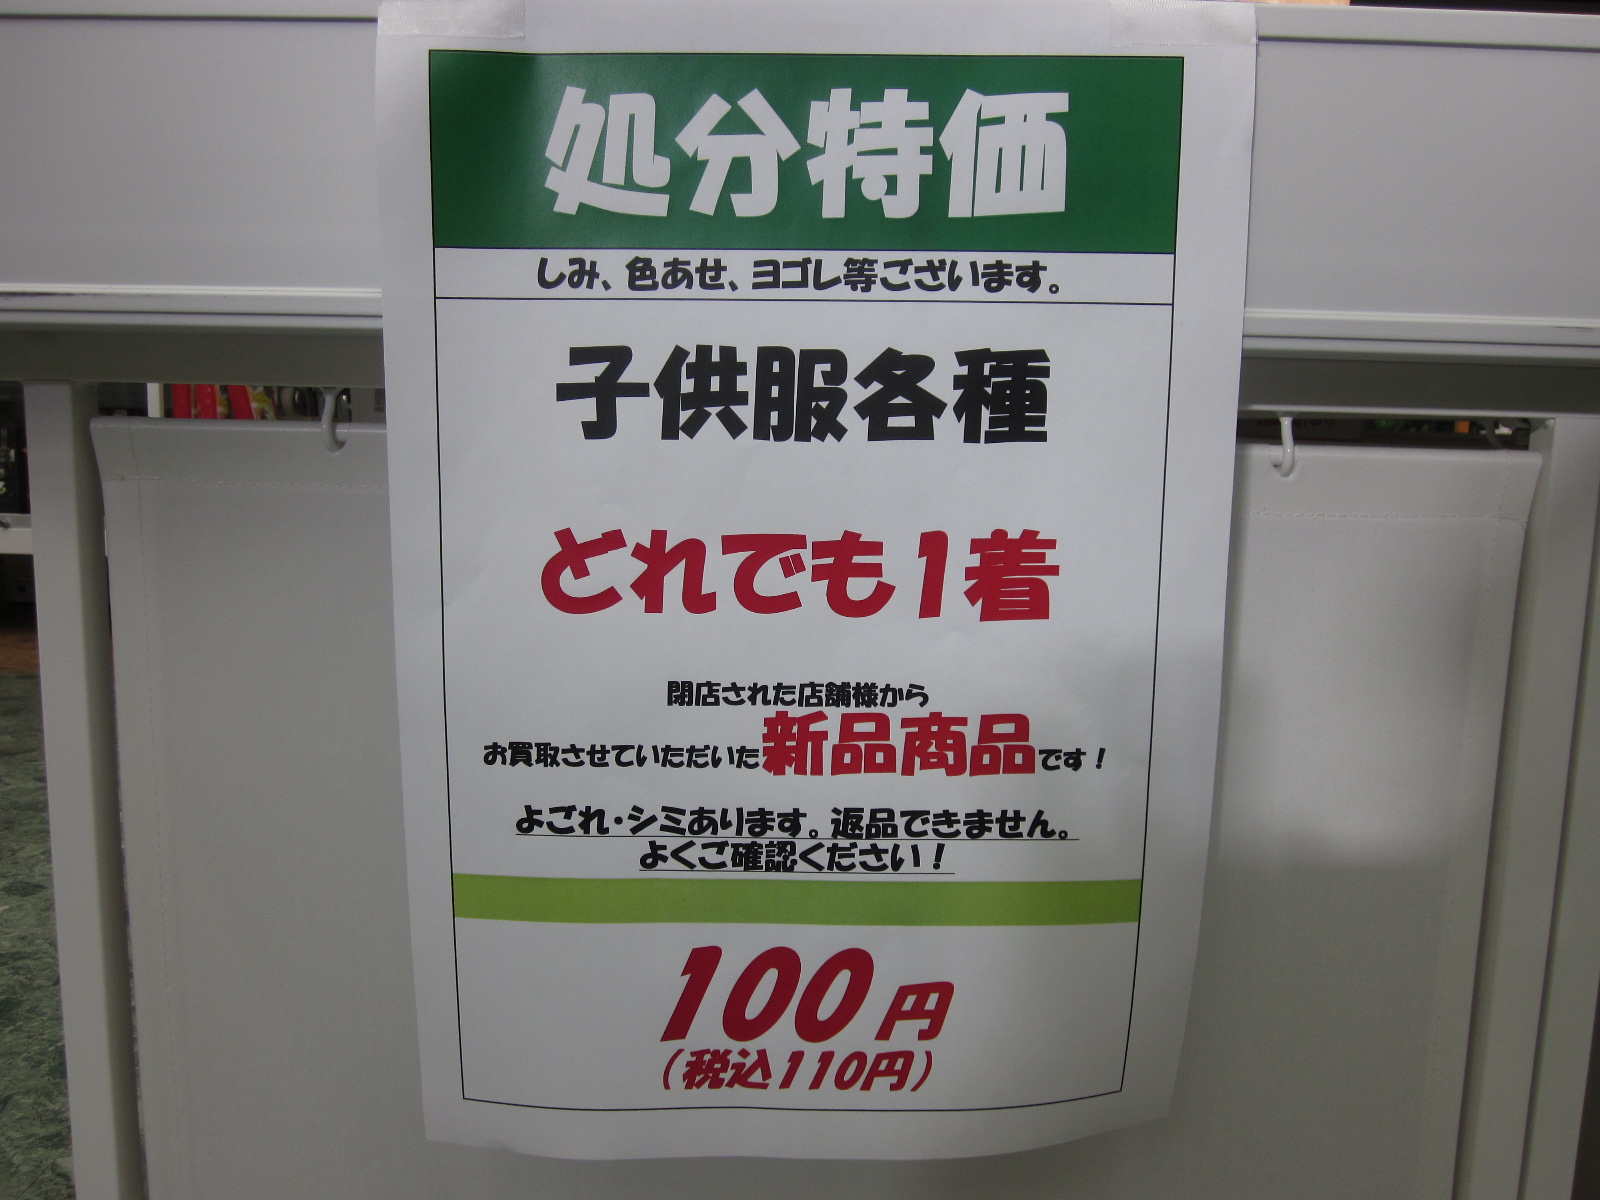 処分特価
しみ、色あせ、ヨゴレ等ございます。
子供服各種
どれでも1着
閉店された店舗様から
お買取させていただいた新品商品です！
よごれ・シミあります。返品できません。
よくご確認ください！
100円
（税込110円）